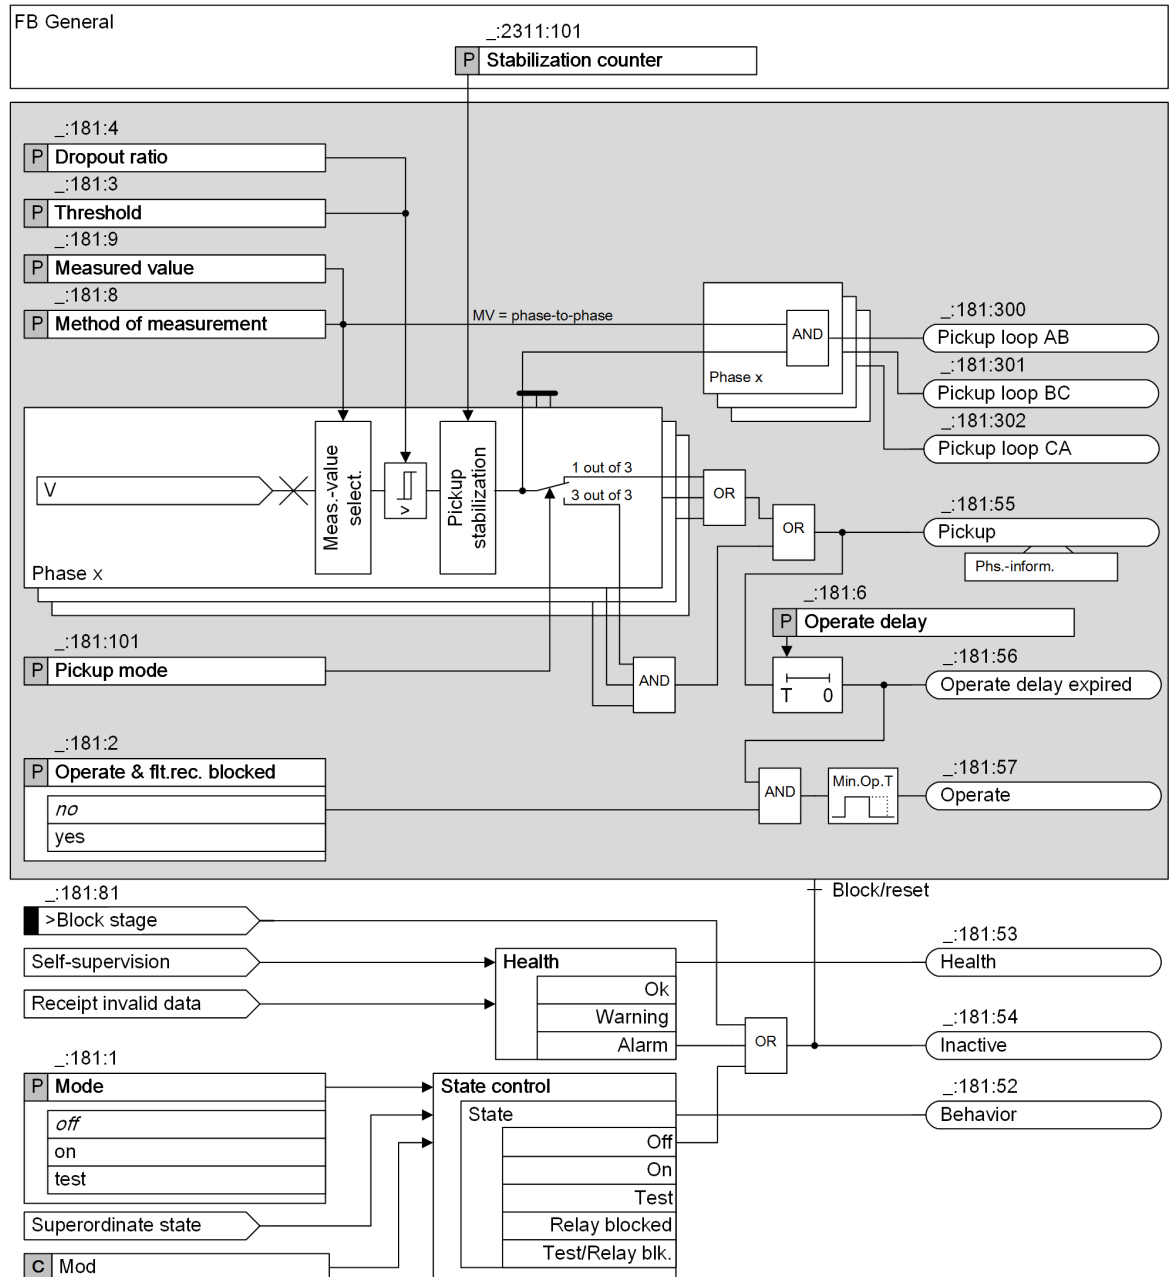 FB General
_:2311:101
P Stabilization counter
_:181:4
P Dropout ratio
_:181:3
P Threshold
_:181:9
P Measured value
_:181:8
P Method of measurement
MV = phase-to-phase
AND
Phase x
_:181:300
Pickup loop AB
_:181:301
Pickup loop BC
_:181:302
Pickup loop CA
V
Meas.-value
select.
>
Pickup
stabilization
1 out of 3
3 out of 3
Phase x
OR
OR
_:181:55
Pickup
Phs.-inform.
_:181:6
P Operate delay
_:181:101
P Pickup mode
AND
T 0
_:181:56
Operate delay expired
_:181:2
P Operate & flt.rec. blocked
no
yes
AND
Min.Op.T
_:181:57
Operate
Block/reset
_:181:81
>Block stage
Self-supervision
Receipt invalid data
Health
Ok
Warning
Alarm
OR
_:181:53
Health
_:181:54
Inactive
_:181:1
P Mode
off
on
test
Superordinate state
C Mod
State control
State
Off
On
Test
Relay blocked
Test/Relay blk.
_:181:52
Behavior